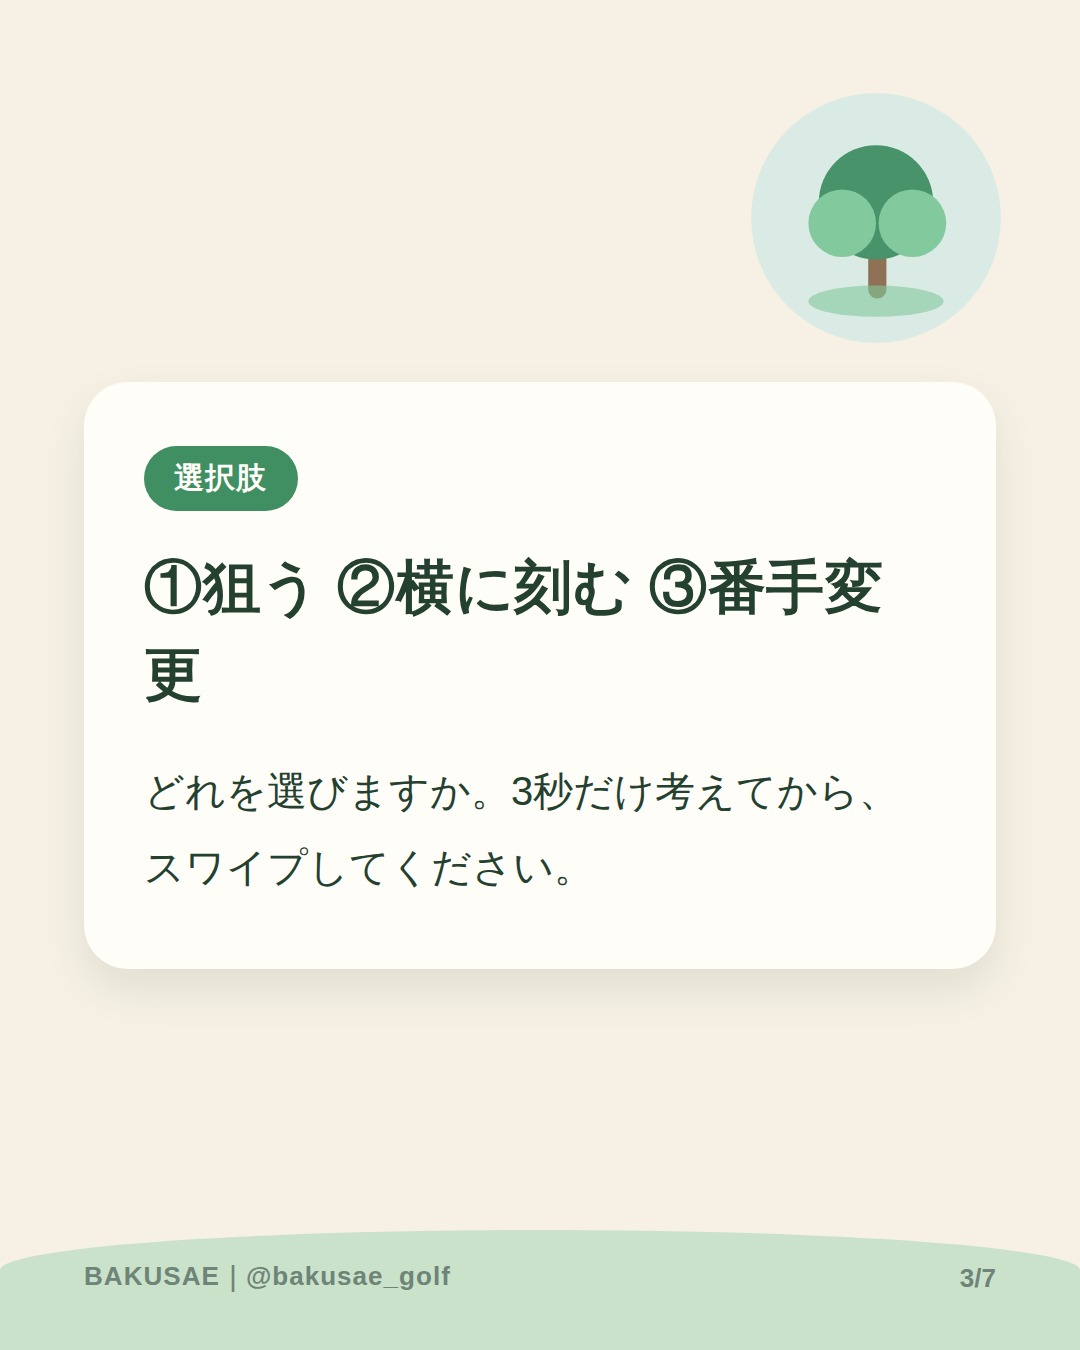 選択肢
①狙う ②横に刻む ③番手変
更
どれを選びますか。3秒だけ考えてから、
スワイプしてください。
BAKUSAE | @bakusae_golf
3/7